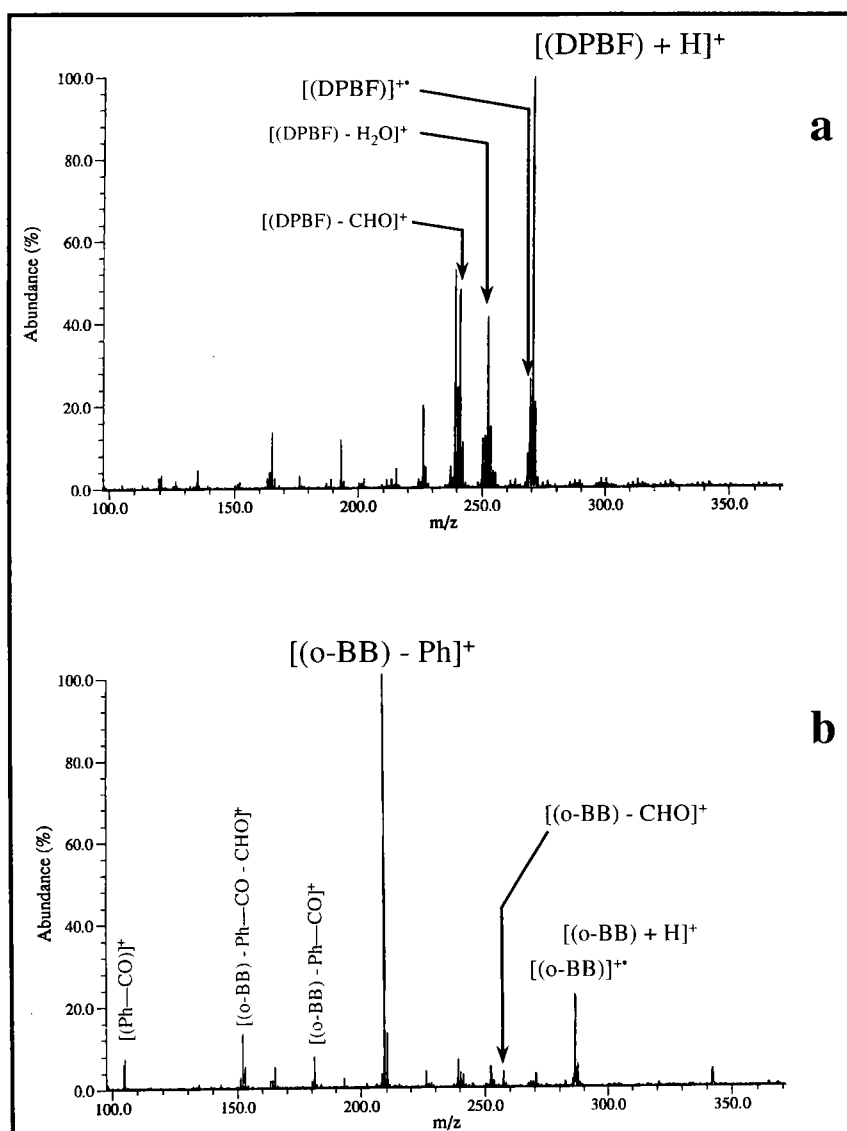 [(DPBF) + H]⁺
[(DPBF)]⁺•
[(DPBF) - H₂O]⁺
[(DPBF) - CHO]⁺
a
Abundance (%)
100.0
80.0
60.0
40.0
20.0
0.0
100.0 150.0 200.0 250.0 300.0 350.0
m/z
[(o-BB) - Ph]⁺
b
[(o-BB) - CHO]⁺
[(o-BB) + H]⁺
[(o-BB)]⁺•
[(Ph—CO)]⁺
[(o-BB) - Ph—CO - CHO]⁺
[(o-BB) - Ph—CO]⁺
Abundance (%)
100.0
80.0
60.0
40.0
20.0
0.0
100.0 150.0 200.0 250.0 300.0 350.0
m/z